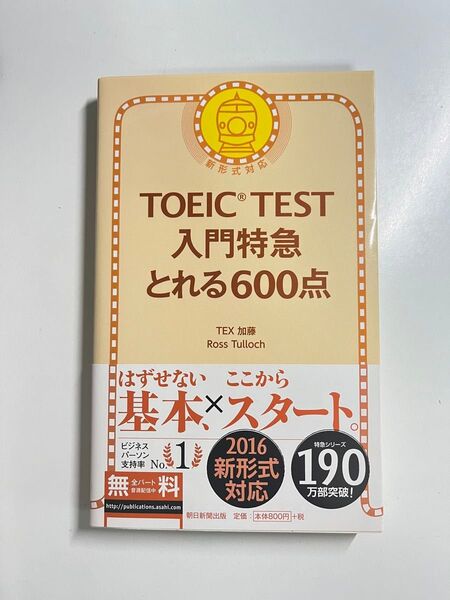 新形式対応
TOEIC® TEST
入門特急
とれる600点
TEX 加藤
Ross Tulloch
はずせない
基本、
×
ここから
スタート。
ビジネス
パーソン
支持率
No.1
2016
新形式
対応
特急シリーズ
190
万部突破!
無料
全パート
音源配信中
http://publications.asahi.com
朝日新聞出版 定価:本体800円+税